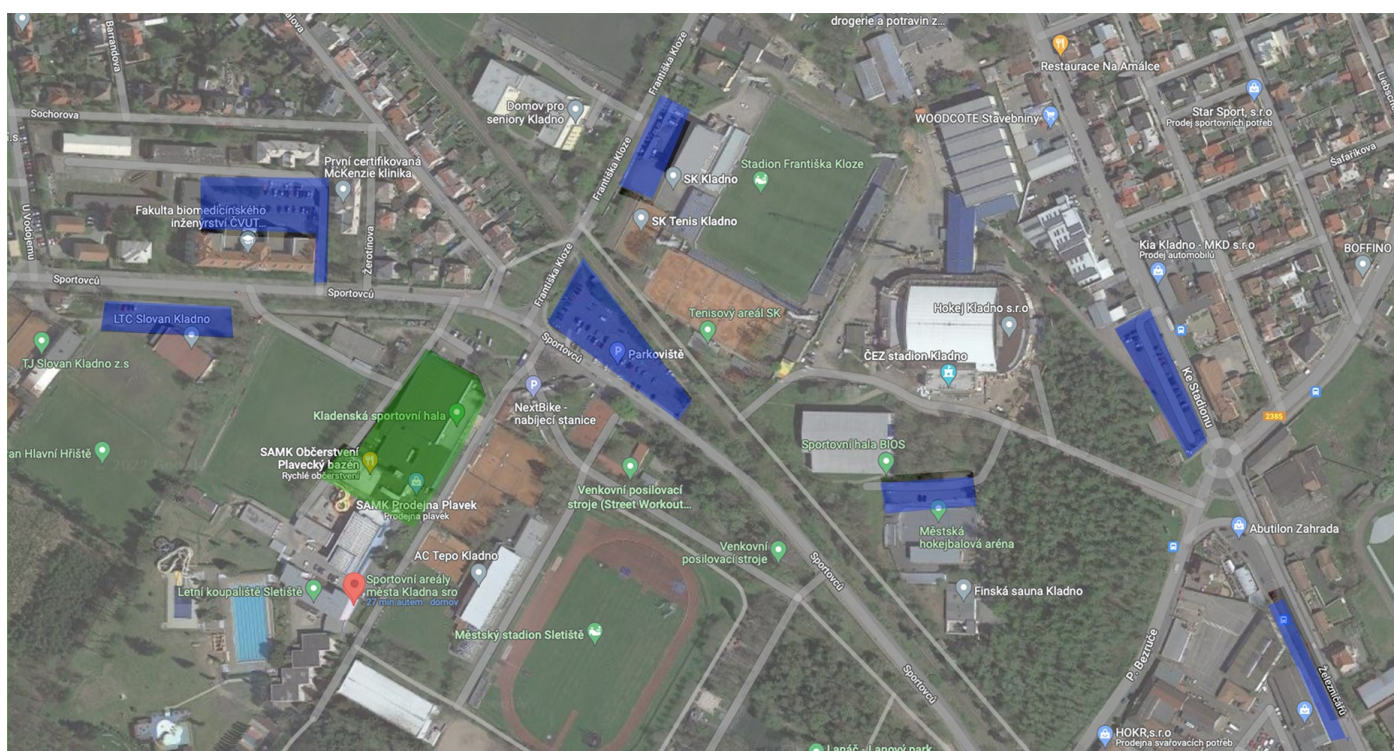 drogerie a potravin z...
Barrandova
Františka Kloze
Restaurace Na Amálce
Star Sport, s.r.o
Prodej sportovních potřeb
Domov pro
seniory Kladno
WOODCOTE Stavebniny
Sochorova
Šafaříkova
Františka Kloze
První certifikovaná
McKenzie klinika
Stadion Františka Kloze
SK Kladno
Fakulta biomedicínského
inženýrství ČVUT...
SK Tenis Kladno
U Vodojemu
Žerotínova
Kia Kladno - MKD s.r.o
Prodej automobilů
BOFFINO
Sportovců
Sportovců
Františka Kloze
LTC Slovan Kladno
Tenisový areál SK
Hokej Kladno s.r.o
TJ Slovan Kladno z.s
Sportovců
Parkoviště
ČEZ stadion Kladno
Ke Stadionu
Kladenská sportovní hala
NextBike -
nabíjecí stanice
2385
an Hlavní Hřiště
SAMK Občerstvení
Plavecký bazén
Rychlé občerstvení
Sportovní hala BIOS
SAMK Prodejna Plavek
Prodejna plavek
Venkovní posilovací
stroje (Street Workout...
Městská
hokejbalová aréna
Abutilon Zahrada
AC Tepo Kladno
Venkovní
posilovací stroje
Sportovců
Letní koupaliště Sletiště
Sportovní areály
města Kladna sro
27 min autem - domov
Finská sauna Kladno
Městský stadion Sletiště
P. Bezruče
Sportovců
Železničářů
HOKR,s.r.o
Prodejna svařovacích potřeb
Lanáč - Lanový park